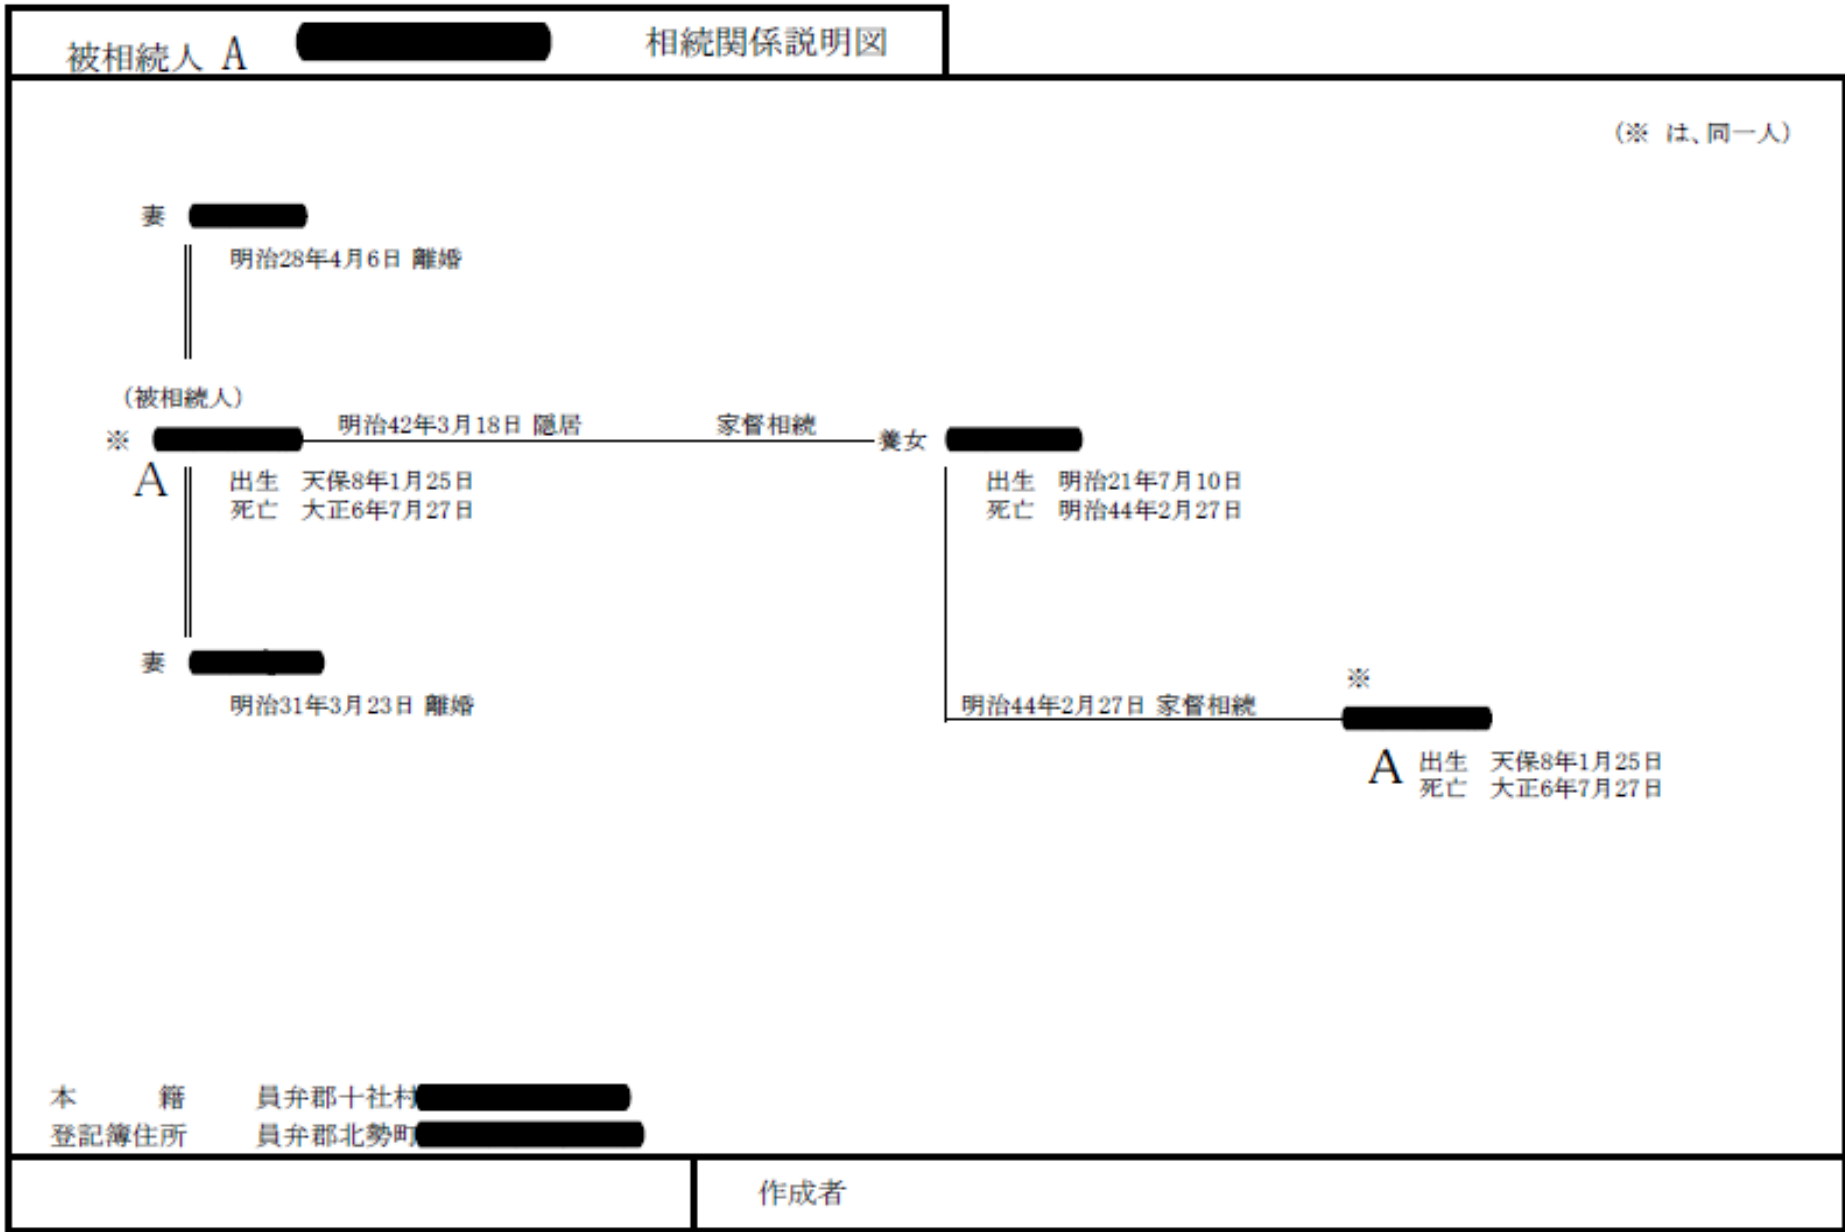 被相続人 A 相続関係説明図
(※ は、同一人)
妻
明治28年4月6日 離婚
(被相続人)
※ 明治42年3月18日 隠居 家督相続 養女
A 出生 天保8年1月25日 出生 明治21年7月10日
死亡 大正6年7月27日 死亡 明治44年2月27日
妻
明治31年3月23日 離婚
※
明治44年2月27日 家督相続
A 出生 天保8年1月25日
死亡 大正6年7月27日
本 籍 員弁郡十社村
登記簿住所 員弁郡北勢町
作成者